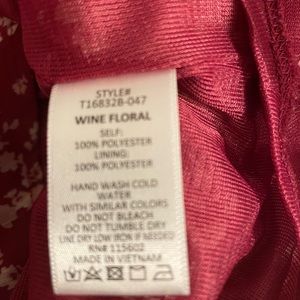 STYLE#
T16832B-047
WINE FLORAL
SELF:
100% POLYESTER
LINING:
100% POLYESTER
HAND WASH COLD
WATER
WITH SIMILAR COLORS
DO NOT BLEACH
DO NOT TUMBLE DRY
LINE DRY LOW IRON IF NEEDED
RN# 115602
MADE IN VIETNAM